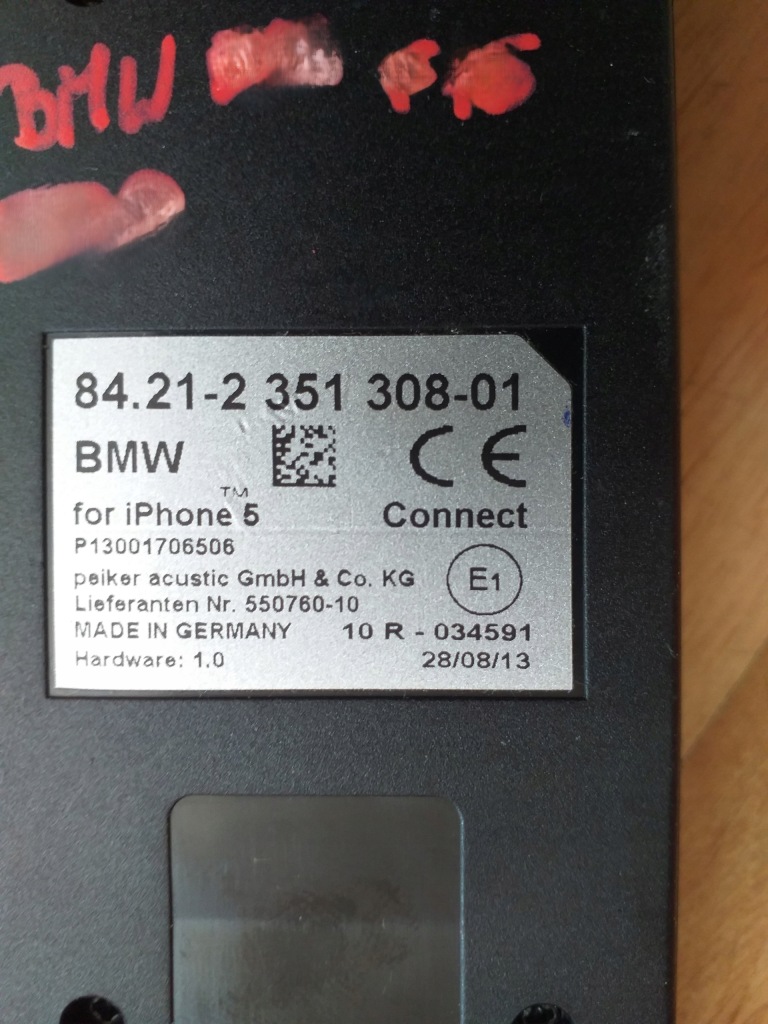 BMW
84.21-2 351 308-01
BMW CE
for iPhone™ 5 Connect
P13001706506
peiker acustic GmbH & Co. KG E1
Lieferanten Nr. 550760-10
MADE IN GERMANY 10 R - 034591
Hardware: 1.0 28/08/13